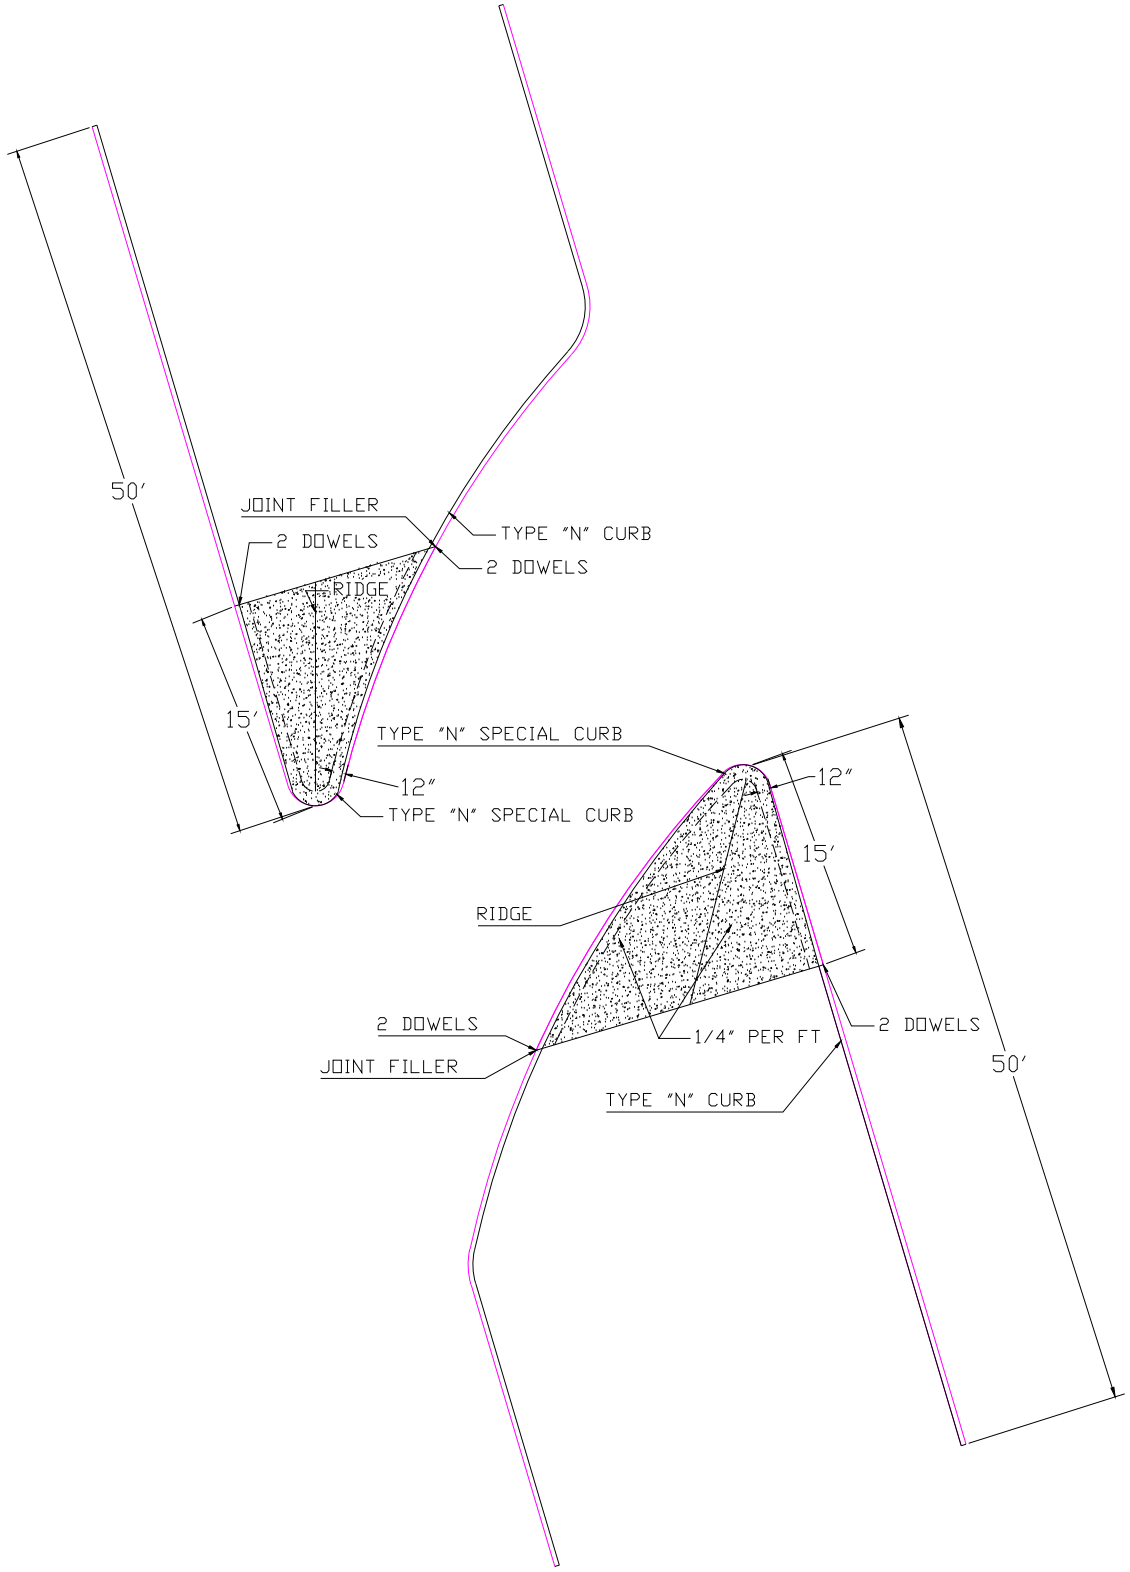 50'
JOINT FILLER
TYPE "N" CURB
2 DOWELS
2 DOWELS
RIDGE
15'
TYPE "N" SPECIAL CURB
12"
12"
TYPE "N" SPECIAL CURB
15'
RIDGE
2 DOWELS
2 DOWELS
1/4" PER FT
JOINT FILLER
50'
TYPE "N" CURB